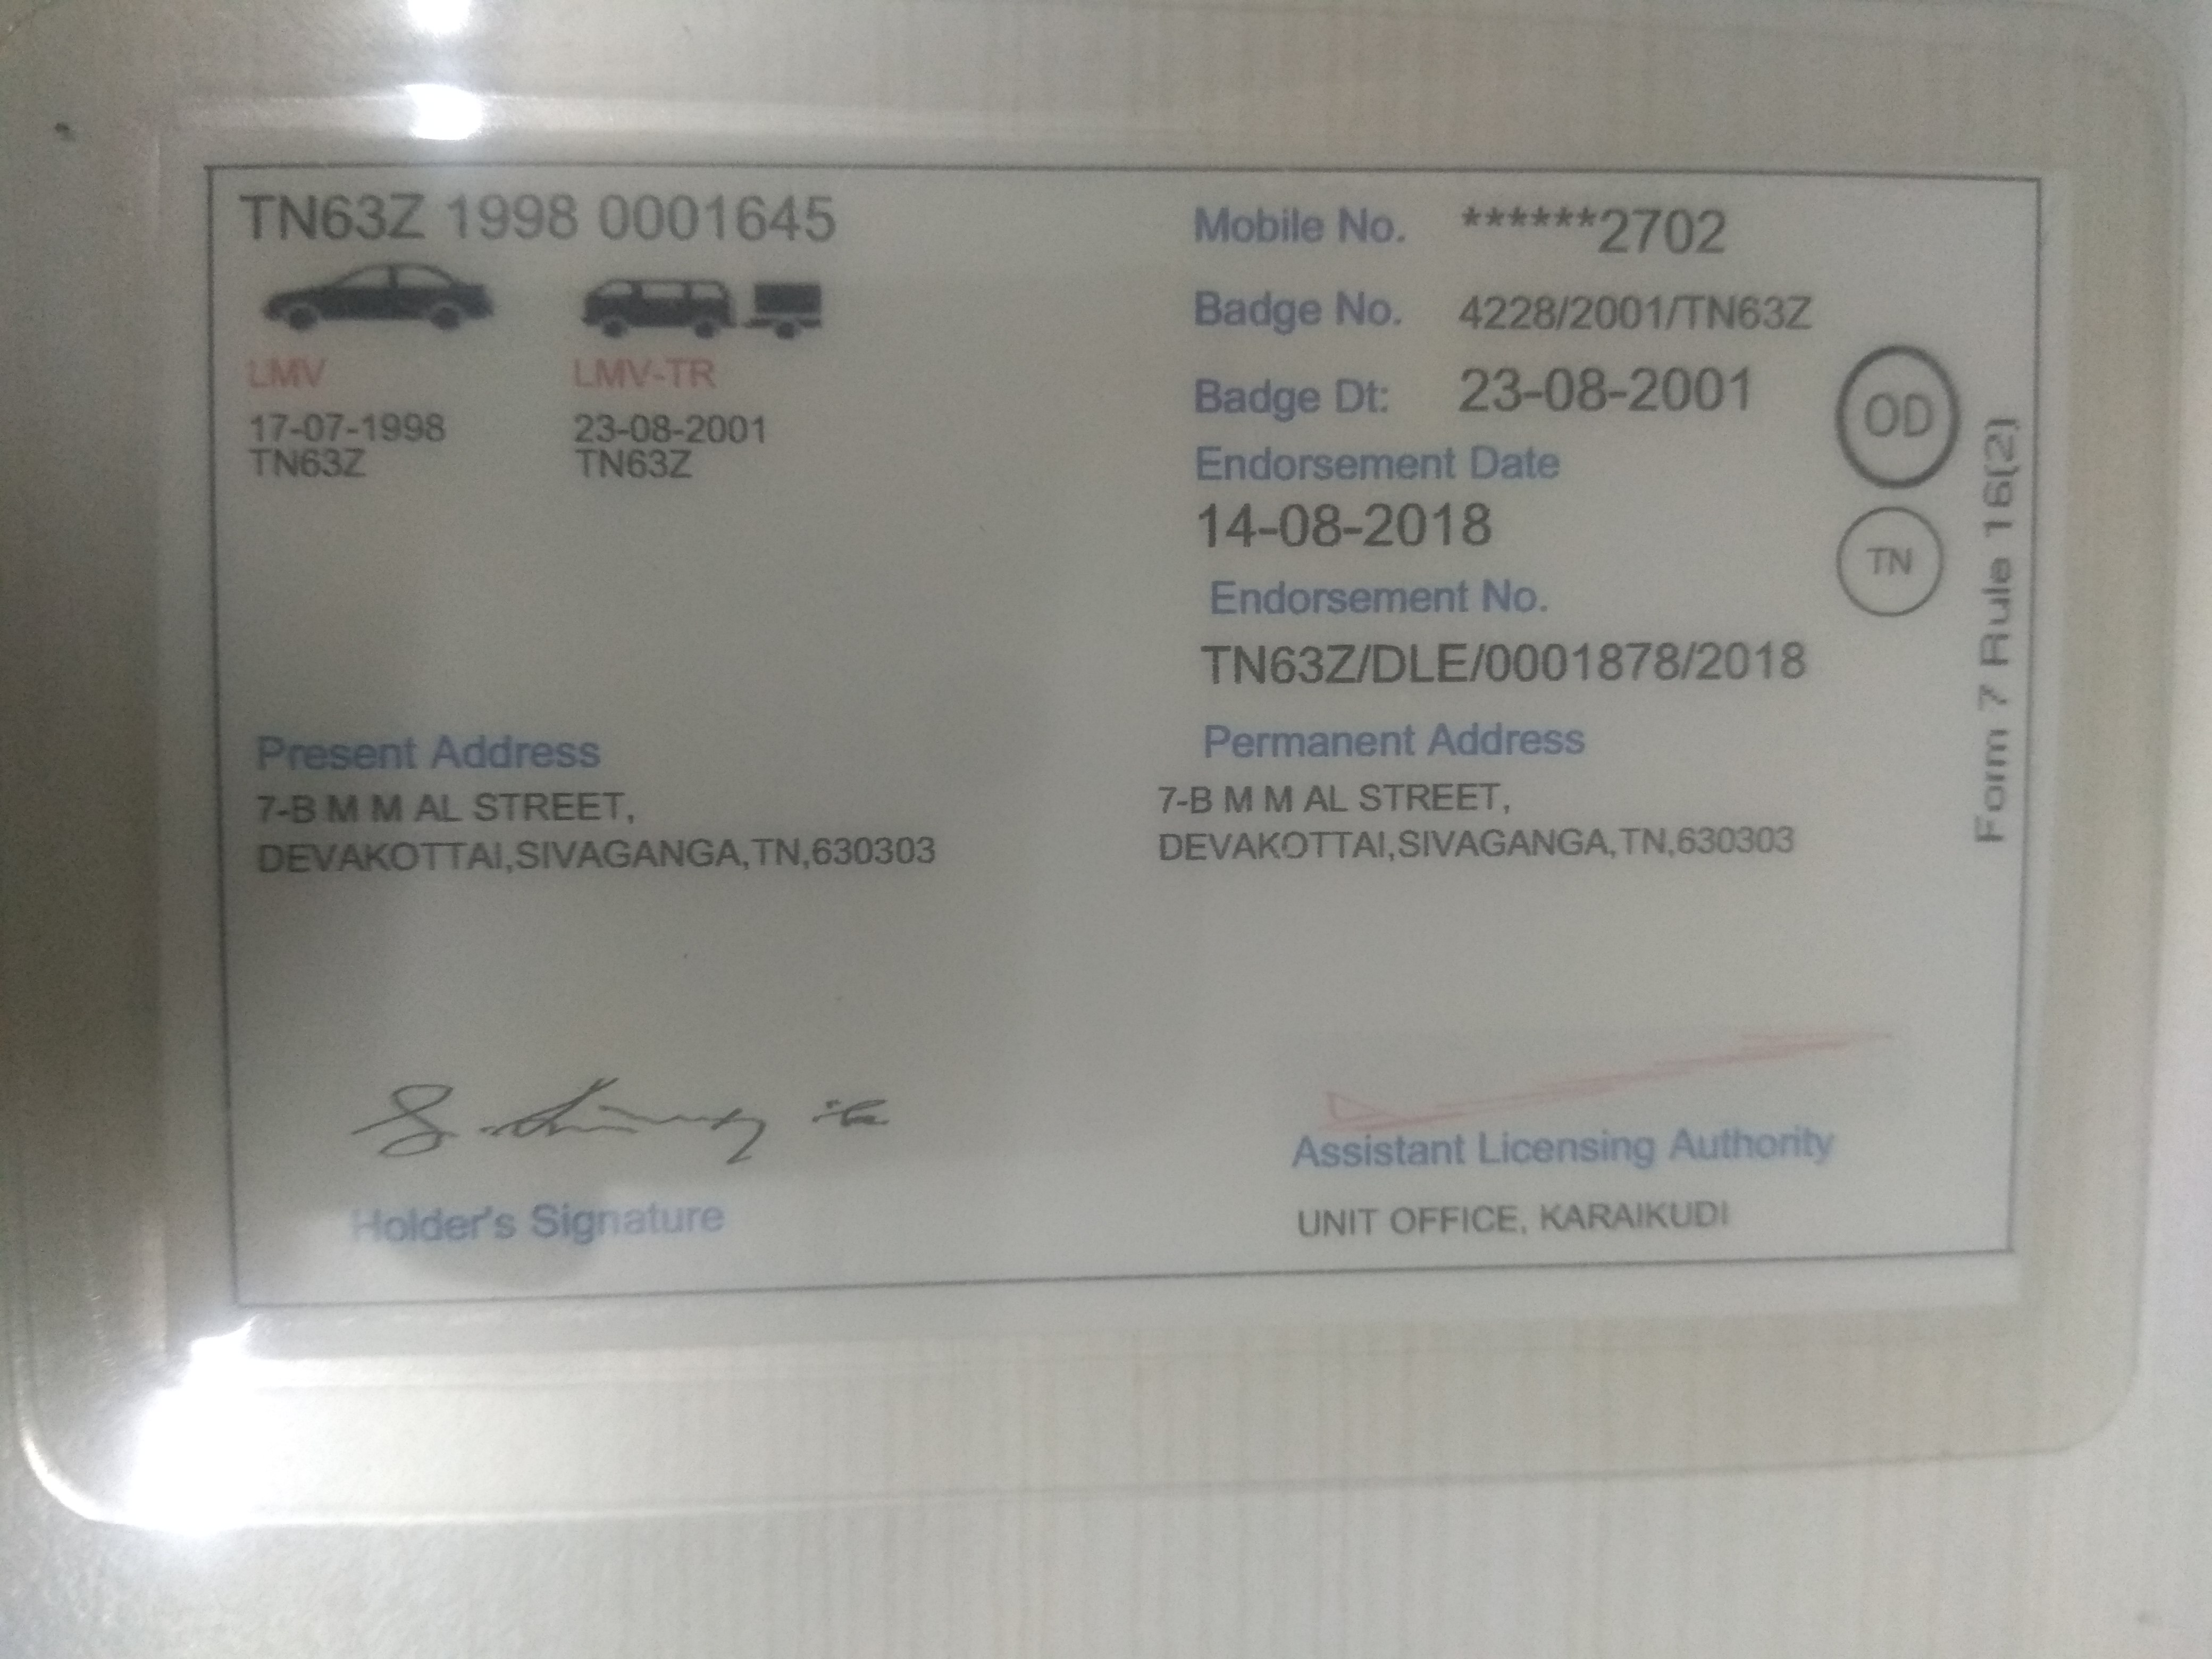 TN63Z 1998 0001645
LMV
17-07-1998
TN63Z
LMV-TR
23-08-2001
TN63Z
Mobile No. ******2702
Badge No. 4228/2001/TN63Z
Badge Dt: 23-08-2001
Endorsement Date
14-08-2018
Endorsement No.
TN63Z/DLE/0001878/2018
OD
TN
Form 7 Rule 16(2)
Present Address
7-B M M AL STREET,
DEVAKOTTAI,SIVAGANGA,TN,630303
Permanent Address
7-B M M AL STREET,
DEVAKOTTAI,SIVAGANGA,TN,630303
Holder's Signature
Assistant Licensing Authority
UNIT OFFICE, KARAIKUDI